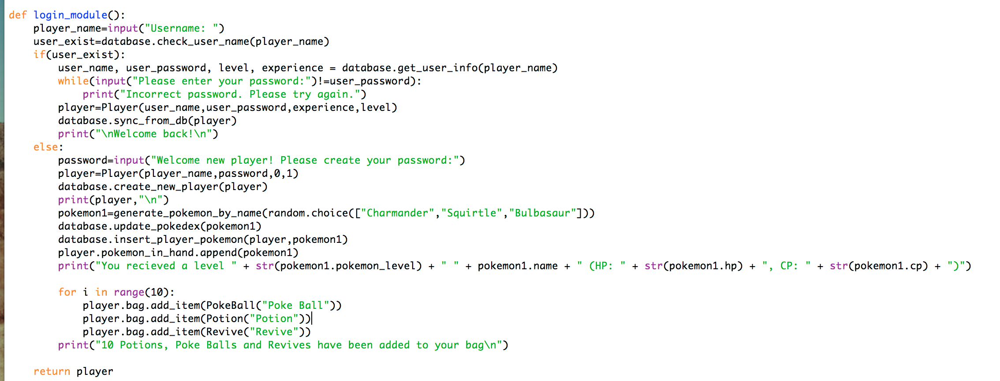 def login_module():
    player_name=input("Username: ")
    user_exist=database.check_user_name(player_name)
    if(user_exist):
        user_name, user_password, level, experience = database.get_user_info(player_name)
        while(input("Please enter your password:")!=user_password):
            print("Incorrect password. Please try again.")
        player=Player(user_name,user_password,experience,level)
        database.sync_from_db(player)
        print("\nWelcome back!\n")
    else:
        password=input("Welcome new player! Please create your password:")
        player=Player(player_name,password,0,1)
        database.create_new_player(player)
        print(player,"\n")
        pokemon1=generate_pokemon_by_name(random.choice(["Charmander","Squirtle","Bulbasaur"]))
        database.update_pokedex(pokemon1)
        database.insert_player_pokemon(player,pokemon1)
        player.pokemon_in_hand.append(pokemon1)
        print("You recieved a level " + str(pokemon1.pokemon_level) + " " + pokemon1.name + " (HP: " + str(pokemon1.hp) + ", CP: " + str(pokemon1.cp) + ")")
        for i in range(10):
            player.bag.add_item(PokeBall("Poke Ball"))
            player.bag.add_item(Potion("Potion"))
            player.bag.add_item(Revive("Revive"))
        print("10 Potions, Poke Balls and Revives have been added to your bag\n")
    return player